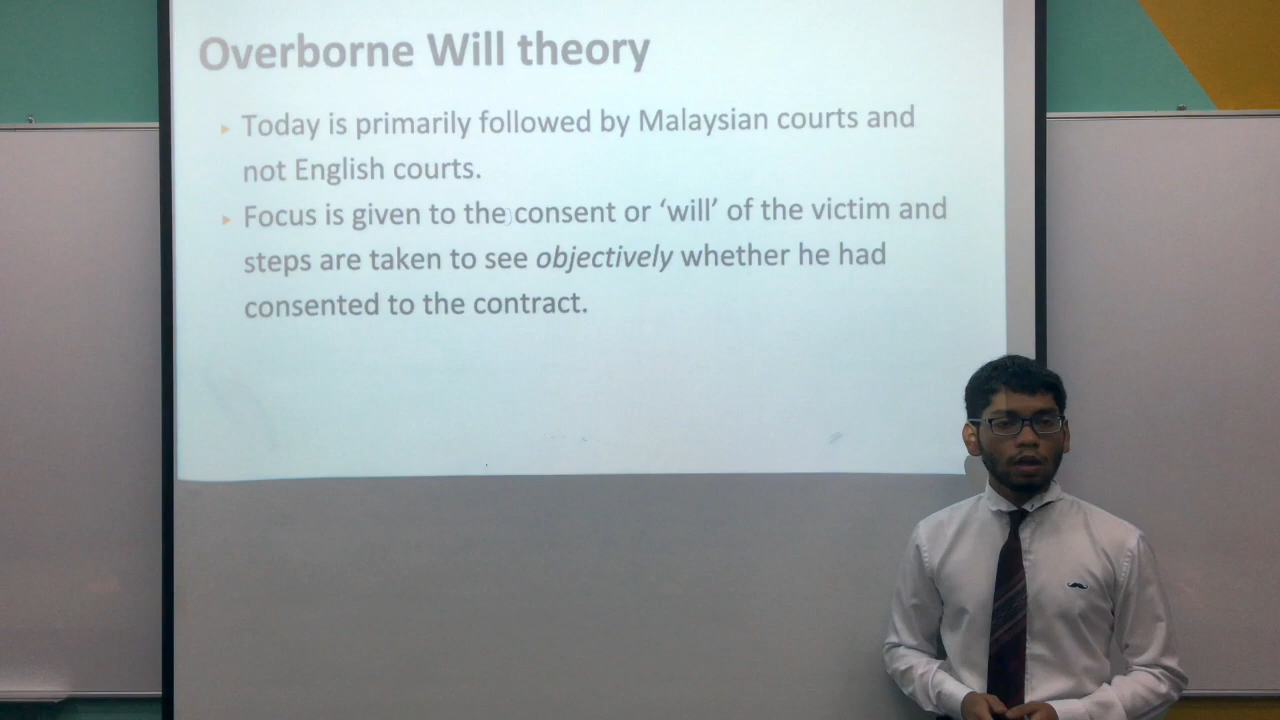 Overborne Will theory
▸ Today is primarily followed by Malaysian courts and
not English courts.
▸ Focus is given to the consent or ‘will’ of the victim and
steps are taken to see objectively whether he had
consented to the contract.